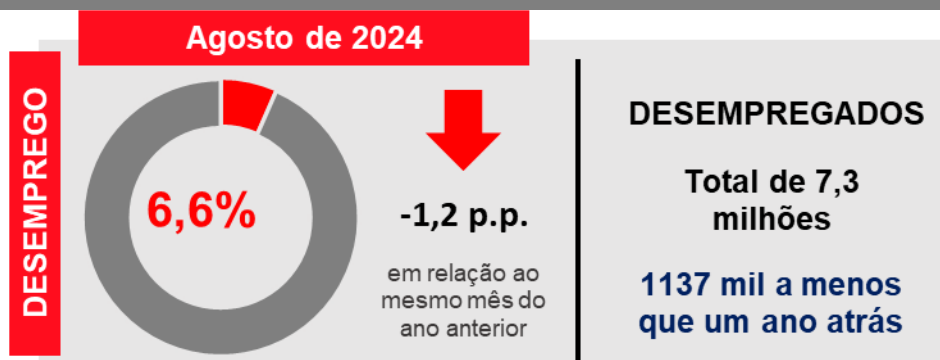 Agosto de 2024
DESEMPREGO
6,6%
-1,2 p.p.
em relação ao
mesmo mês do
ano anterior
DESEMPREGADOS
Total de 7,3
milhões
1137 mil a menos
que um ano atrás